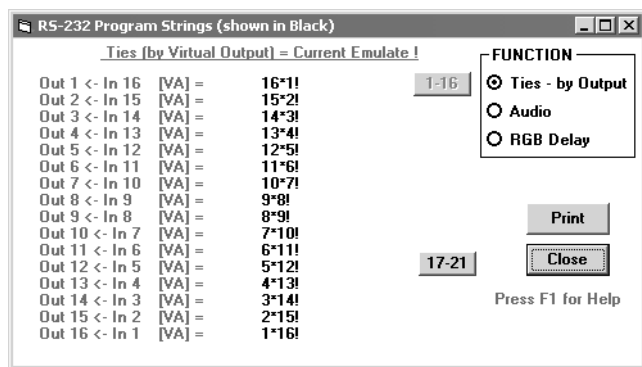 RS-232 Program Strings (shown in Black)
Ties (by Virtual Output) = Current Emulate !
Out 1 <- In 16 [VA] = 16*1!
Out 2 <- In 15 [VA] = 15*2!
Out 3 <- In 14 [VA] = 14*3!
Out 4 <- In 13 [VA] = 13*4!
Out 5 <- In 12 [VA] = 12*5!
Out 6 <- In 11 [VA] = 11*6!
Out 7 <- In 10 [VA] = 10*7!
Out 8 <- In 9 [VA] = 9*8!
Out 9 <- In 8 [VA] = 8*9!
Out 10 <- In 7 [VA] = 7*10!
Out 11 <- In 6 [VA] = 6*11!
Out 12 <- In 5 [VA] = 5*12!
Out 13 <- In 4 [VA] = 4*13!
Out 14 <- In 3 [VA] = 3*14!
Out 15 <- In 2 [VA] = 2*15!
Out 16 <- In 1 [VA] = 1*16!
1-16
17-21
FUNCTION
Ties - by Output
Audio
RGB Delay
Print
Close
Press F1 for Help